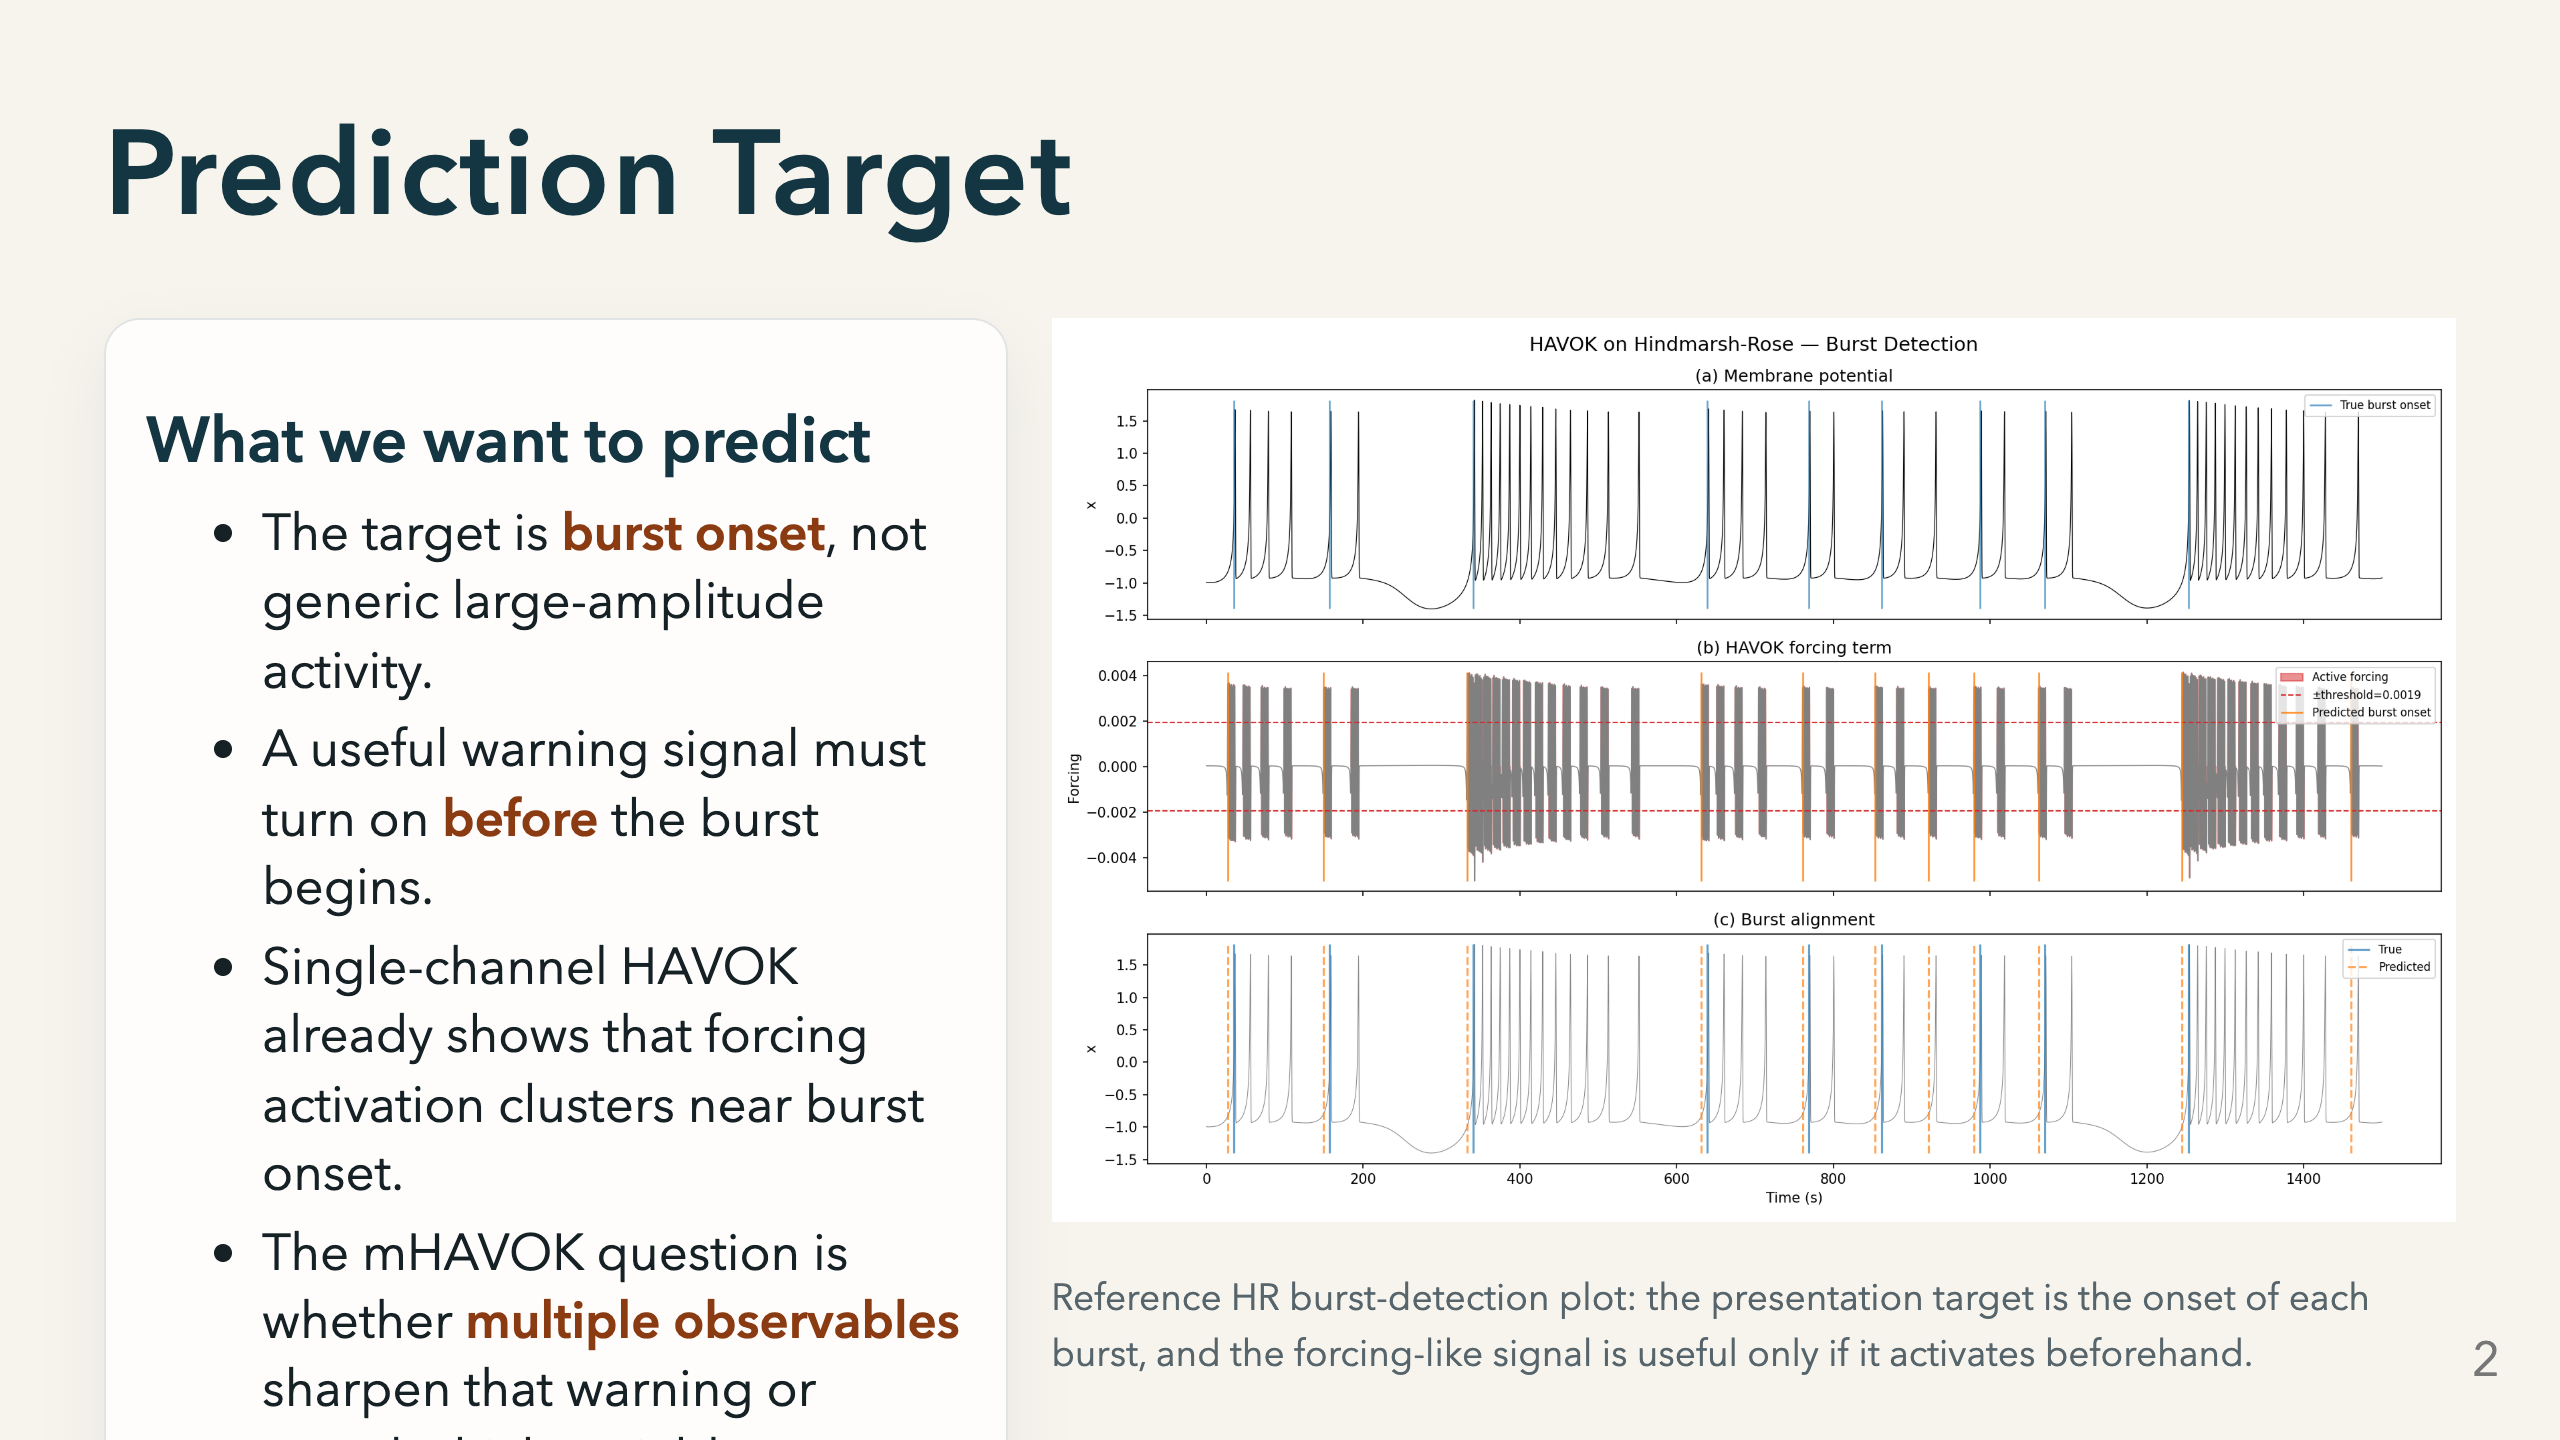 Prediction Target
What we want to predict
• The target is burst onset, not
generic large-amplitude
activity.
• A useful warning signal must
turn on before the burst
begins.
• Single-channel HAVOK
already shows that forcing
activation clusters near burst
onset.
• The mHAVOK question is
whether multiple observables
sharpen that warning or
HAVOK on Hindmarsh-Rose — Burst Detection
(a) Membrane potential
True burst onset
1.5
1.0
0.5
0.0
−0.5
−1.0
−1.5
x
(b) HAVOK forcing term
Active forcing
±threshold=0.0019
Predicted burst onset
0.004
0.002
0.000
−0.002
−0.004
Forcing
(c) Burst alignment
True
Predicted
1.5
1.0
0.5
0.0
−0.5
−1.0
−1.5
x
0 200 400 600 800 1000 1200 1400
Time (s)
Reference HR burst-detection plot: the presentation target is the onset of each
burst, and the forcing-like signal is useful only if it activates beforehand.
2